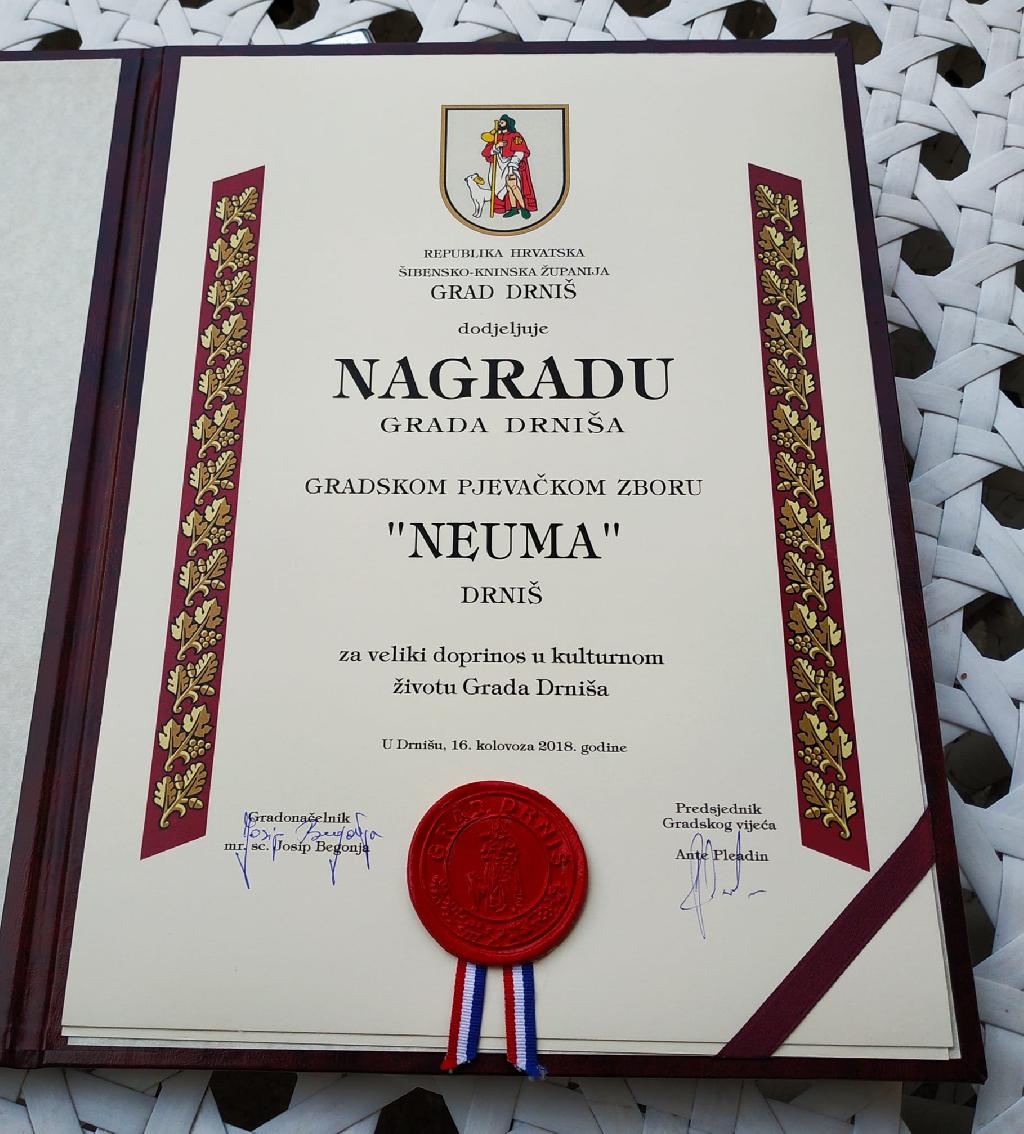 REPUBLIKA HRVATSKA
ŠIBENSKO-KNINSKA ŽUPANIJA
GRAD DRNIŠ
dodjeljuje
NAGRADU
GRADA DRNIŠA
GRADSKOM PJEVAČKOM ZBORU
"NEUMA"
DRNIŠ
za veliki doprinos u kulturnom
životu Grada Drniša
U Drnišu, 16. kolovoza 2018. godine
Gradonačelnik
Josip Begonja
mr. sc. Josip Begonja
GRAD DRNIŠ
Predsjednik
Gradskog vijeća
Ante Pleadin